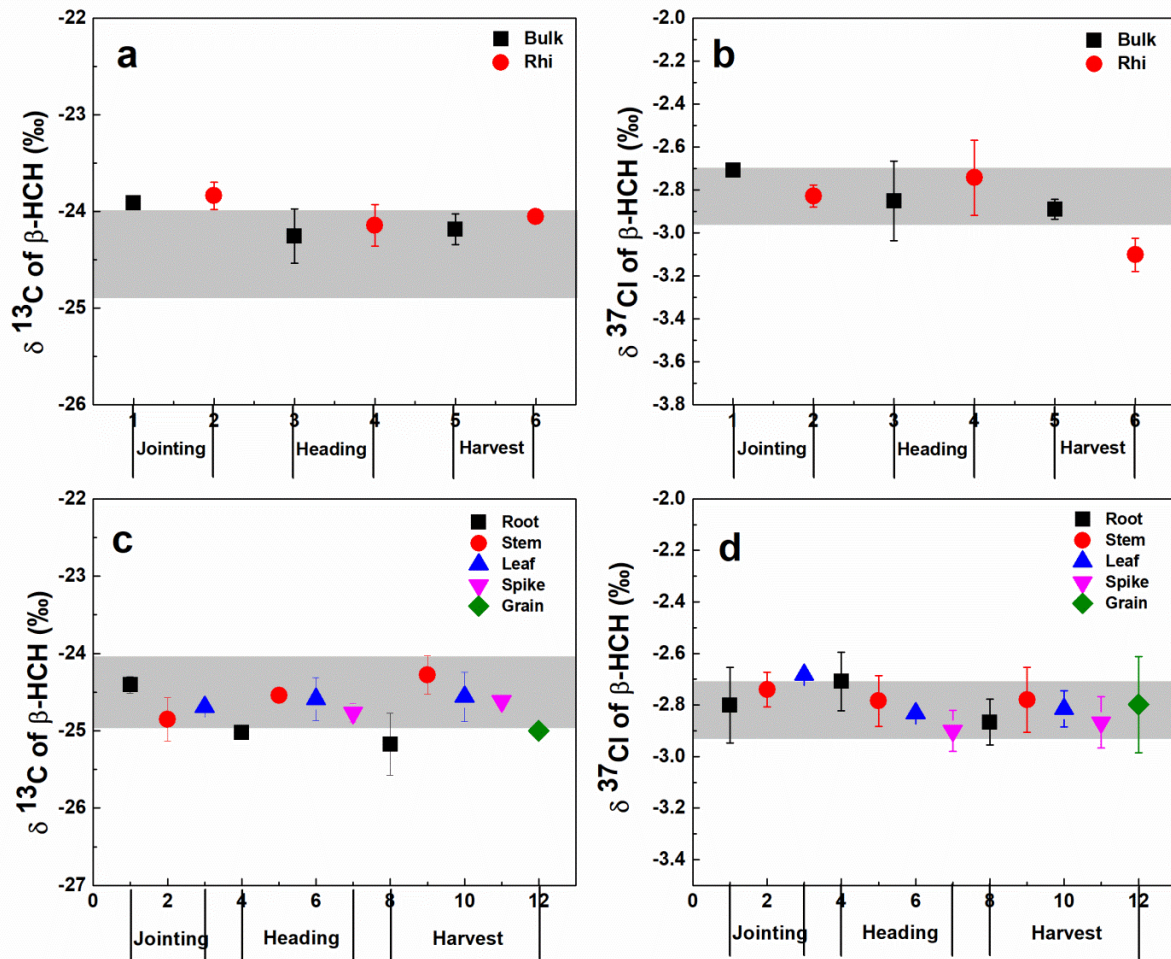 a
Bulk
Rhi
δ 13C of β-HCH (‰)
-22
-23
-24
-25
-26
1 2 3 4 5 6
Jointing Heading Harvest
b
Bulk
Rhi
δ 37Cl of β-HCH (‰)
-2.0
-2.2
-2.4
-2.6
-2.8
-3.0
-3.2
-3.4
-3.6
-3.8
1 2 3 4 5 6
Jointing Heading Harvest
c
Root
Stem
Leaf
Spike
Grain
δ 13C of β-HCH (‰)
-22
-23
-24
-25
-26
-27
0 2 4 6 8 10 12
Jointing Heading Harvest
d
Root
Stem
Leaf
Spike
Grain
δ 37Cl of β-HCH (‰)
-2.0
-2.2
-2.4
-2.6
-2.8
-3.0
-3.2
-3.4
0 2 4 6 8 10 12
Jointing Heading Harvest